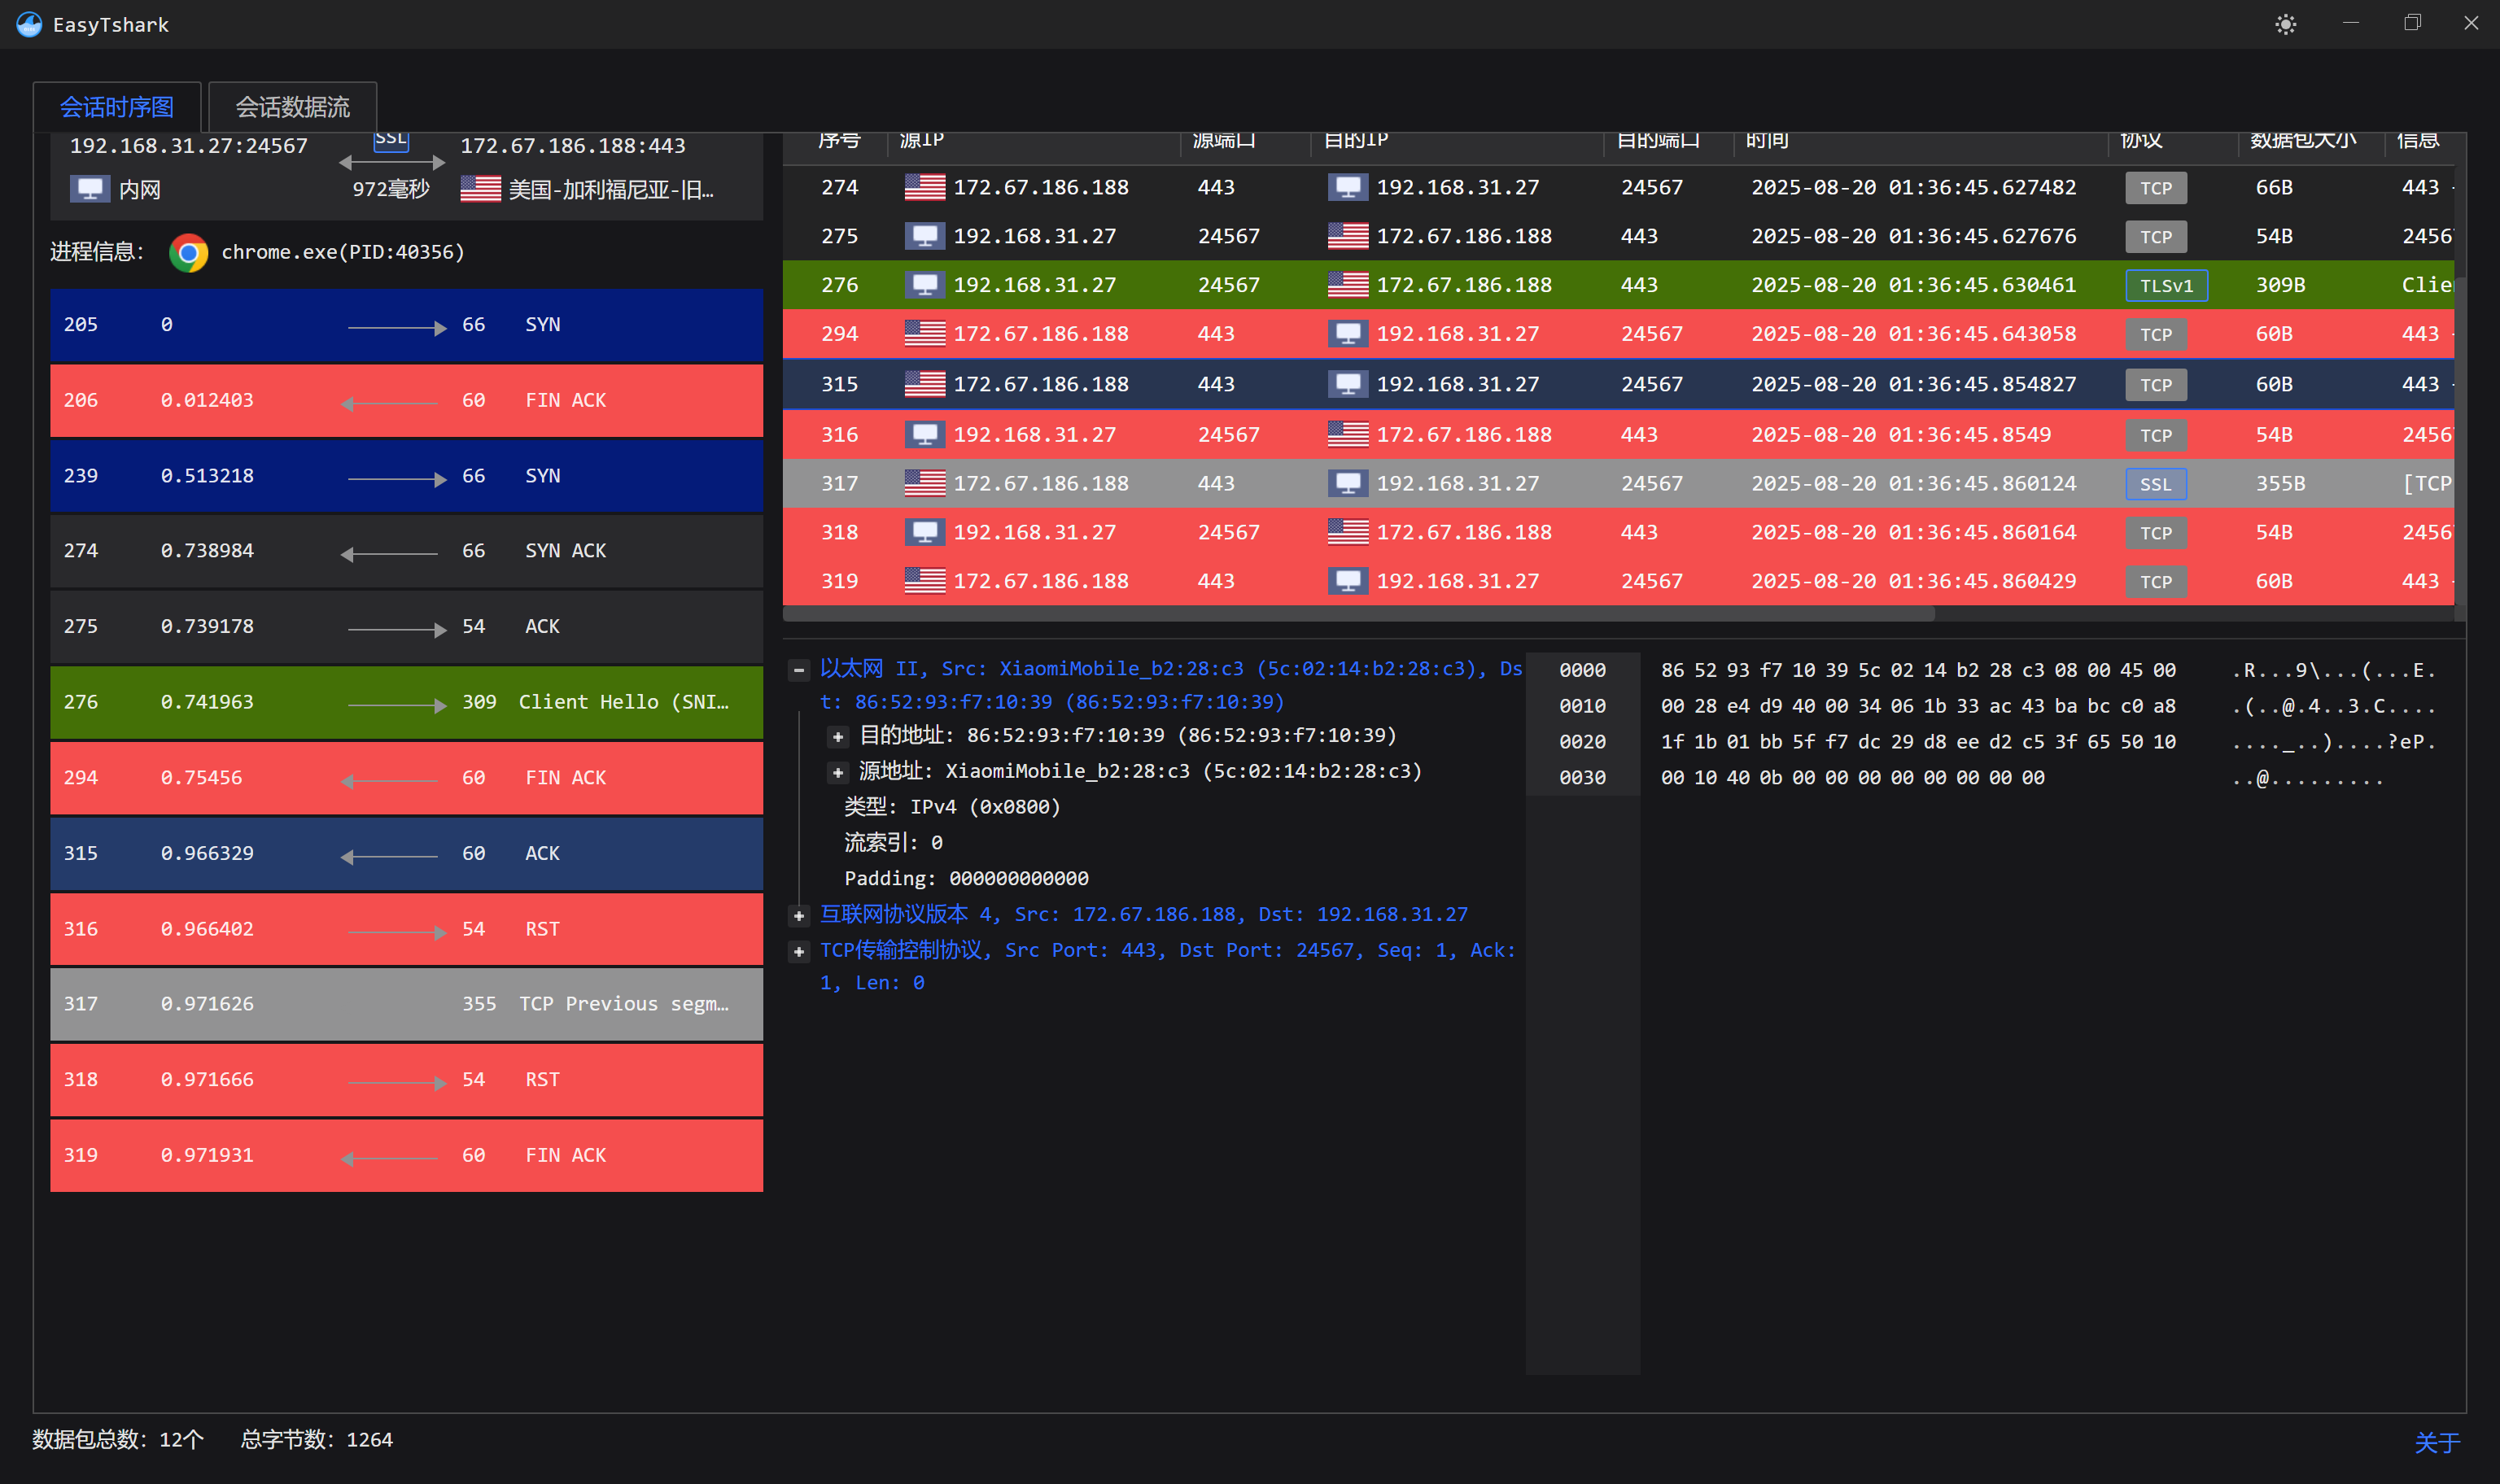 EasyTshark
会话时序图 会话数据流
192.168.31.27:24567 SSL 172.67.186.188:443
内网 972毫秒 美国-加利福尼亚-旧…
进程信息： chrome.exe(PID:40356)
205 0 66 SYN
206 0.012403 60 FIN ACK
239 0.513218 66 SYN
274 0.738984 66 SYN ACK
275 0.739178 54 ACK
276 0.741963 309 Client Hello (SNI…
294 0.75456 60 FIN ACK
315 0.966329 60 ACK
316 0.966402 54 RST
317 0.971626 355 TCP Previous segm…
318 0.971666 54 RST
319 0.971931 60 FIN ACK
序号 源IP 源端口 目的IP 目的端口 时间 协议 数据包大小 信息
274 172.67.186.188 443 192.168.31.27 24567 2025-08-20 01:36:45.627482 TCP 66B 443
275 192.168.31.27 24567 172.67.186.188 443 2025-08-20 01:36:45.627676 TCP 54B 2456
276 192.168.31.27 24567 172.67.186.188 443 2025-08-20 01:36:45.630461 TLSv1 309B Clie
294 172.67.186.188 443 192.168.31.27 24567 2025-08-20 01:36:45.643058 TCP 60B 443
315 172.67.186.188 443 192.168.31.27 24567 2025-08-20 01:36:45.854827 TCP 60B 443
316 192.168.31.27 24567 172.67.186.188 443 2025-08-20 01:36:45.8549 TCP 54B 2456
317 172.67.186.188 443 192.168.31.27 24567 2025-08-20 01:36:45.860124 SSL 355B [TCP
318 192.168.31.27 24567 172.67.186.188 443 2025-08-20 01:36:45.860164 TCP 54B 2456
319 172.67.186.188 443 192.168.31.27 24567 2025-08-20 01:36:45.860429 TCP 60B 443
以太网 II, Src: XiaomiMobile_b2:28:c3 (5c:02:14:b2:28:c3), Ds
t: 86:52:93:f7:10:39 (86:52:93:f7:10:39)
目的地址: 86:52:93:f7:10:39 (86:52:93:f7:10:39)
源地址: XiaomiMobile_b2:28:c3 (5c:02:14:b2:28:c3)
类型: IPv4 (0x0800)
流索引: 0
Padding: 000000000000
互联网协议版本 4, Src: 172.67.186.188, Dst: 192.168.31.27
TCP传输控制协议, Src Port: 443, Dst Port: 24567, Seq: 1, Ack:
1, Len: 0
0000 86 52 93 f7 10 39 5c 02 14 b2 28 c3 08 00 45 00 .R...9\...(...E.
0010 00 28 e4 d9 40 00 34 06 1b 33 ac 43 ba bc c0 a8 .(..@.4..3.C....
0020 1f 1b 01 bb 5f f7 dc 29 d8 ee d2 c5 3f 65 50 10 ...._..)....?eP.
0030 00 10 40 0b 00 00 00 00 00 00 00 00 ..@.........
数据包总数：12个 总字节数：1264
关于